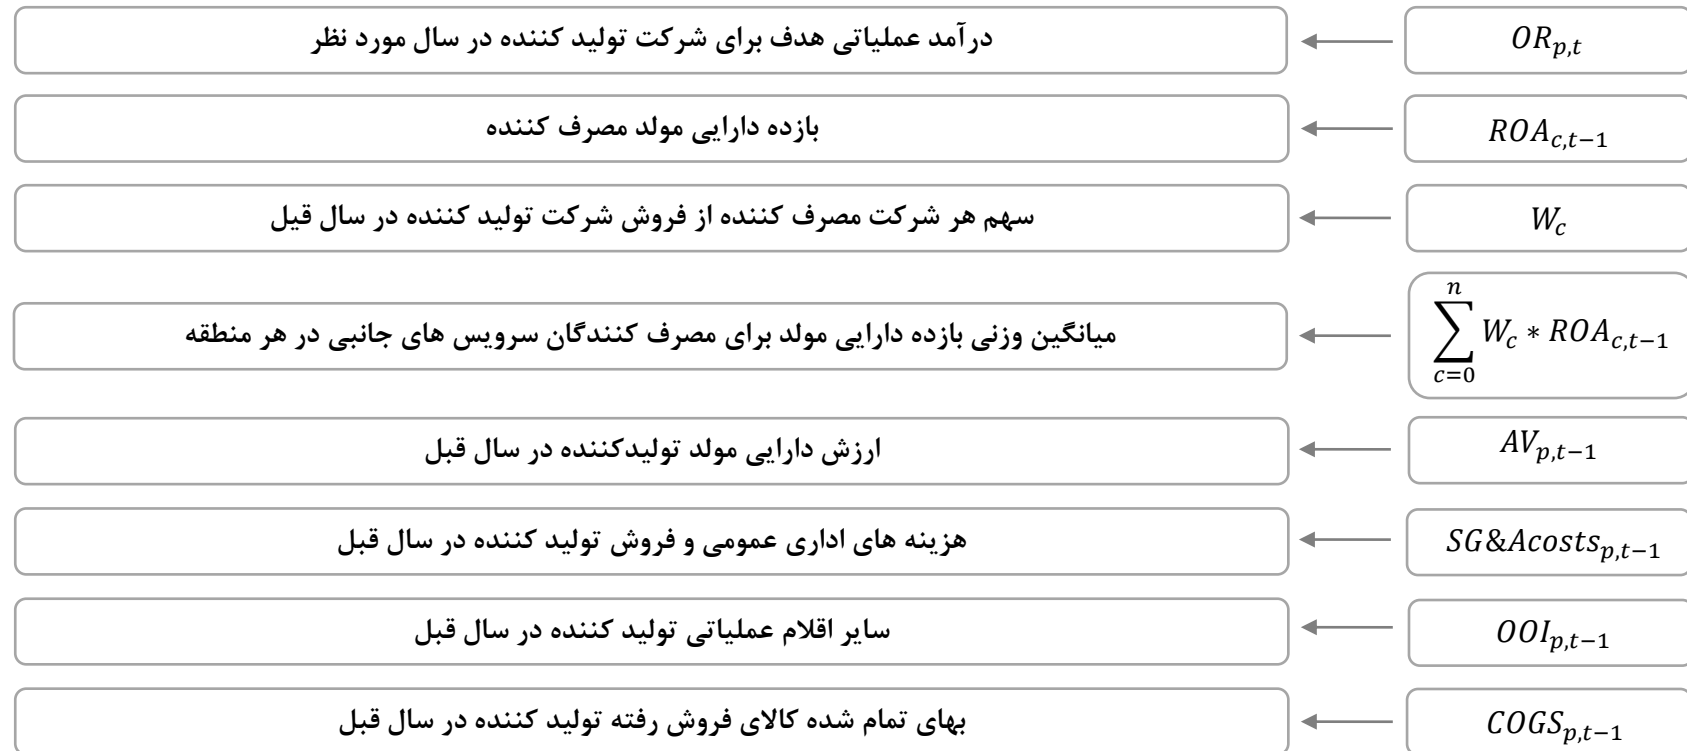 OR_{p,t}
درآمد عملیاتی هدف برای شرکت تولید کننده در سال مورد نظر
ROA_{c,t−1}
بازده دارایی مولد مصرف کننده
W_c
سهم هر شرکت مصرف کننده از فروش شرکت تولید کننده در سال قیل
\sum_{c=0}^{n} W_c * ROA_{c,t−1}
میانگین وزنی بازده دارایی مولد برای مصرف کنندگان سرویس های جانبی در هر منطقه
AV_{p,t−1}
ارزش دارایی مولد تولیدکننده در سال قبل
SG&Acosts_{p,t−1}
هزینه های اداری عمومی و فروش تولید کننده در سال قبل
OOI_{p,t−1}
سایر اقلام عملیاتی تولید کننده در سال قبل
COGS_{p,t−1}
بهای تمام شده کالای فروش رفته تولید کننده در سال قبل